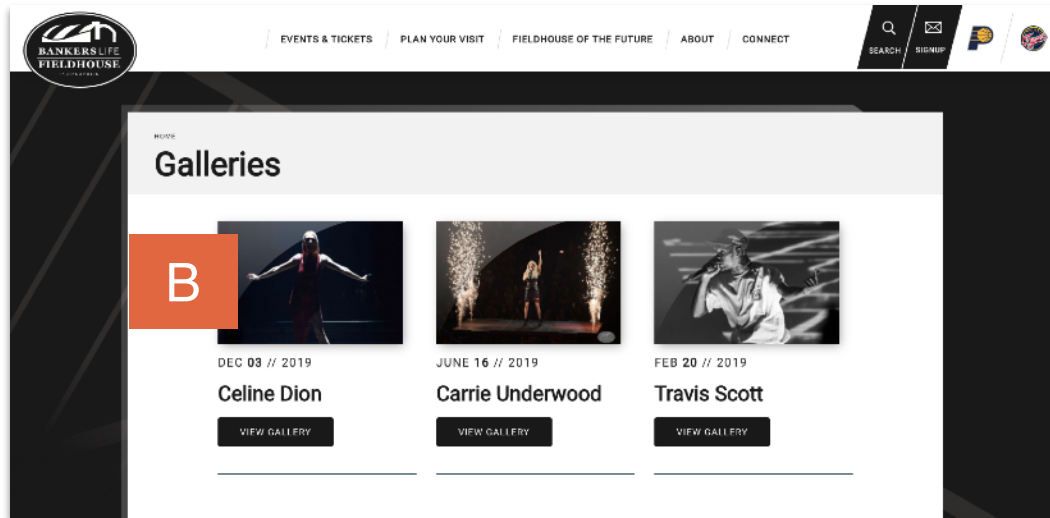 BANKERS LIFE
FIELDHOUSE
EVENTS & TICKETS
PLAN YOUR VISIT
FIELDHOUSE OF THE FUTURE
ABOUT
CONNECT
SEARCH
SIGNUP
HOME
Galleries
B
DEC 03 // 2019
JUNE 16 // 2019
FEB 20 // 2019
Celine Dion
Carrie Underwood
Travis Scott
VIEW GALLERY
VIEW GALLERY
VIEW GALLERY